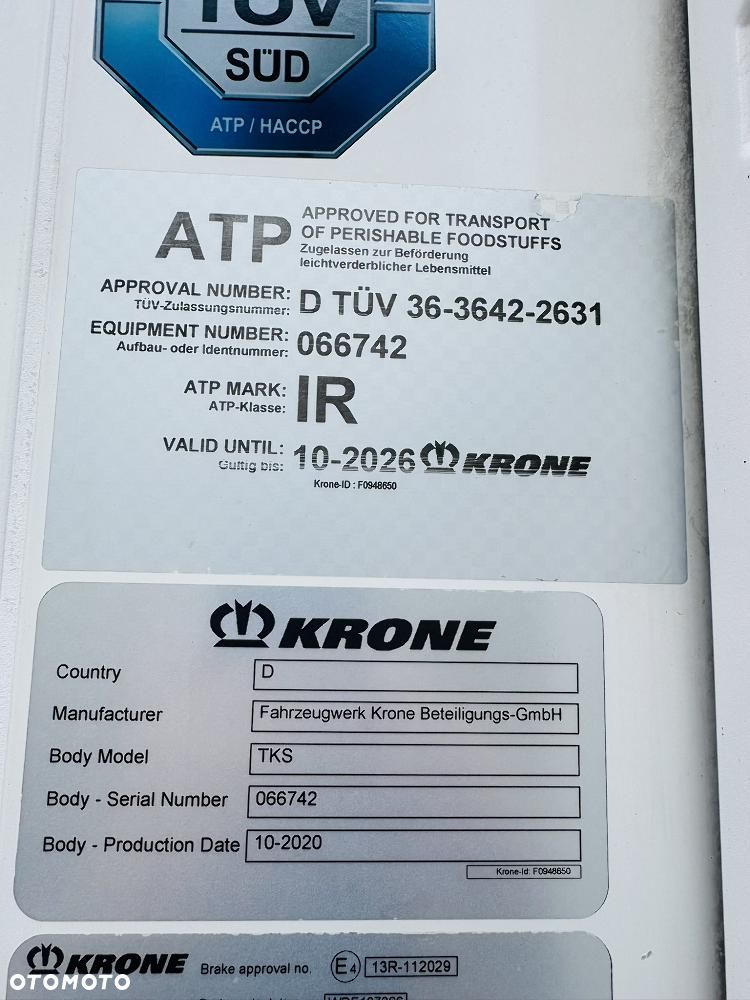 TÜV
SÜD
ATP / HACCP
ATP
APPROVED FOR TRANSPORT
OF PERISHABLE FOODSTUFFS
Zugelassen zur Beförderung
leichtverderblicher Lebensmittel
APPROVAL NUMBER: D TÜV 36-3642-2631
TÜV-Zulassungsnummer:
EQUIPMENT NUMBER: 066742
Aufbau- oder Identnummer:
ATP MARK: IR
ATP-Klasse:
VALID UNTIL: 10-2026 KRONE
Gültig bis:
Krone-ID : F0948650
KRONE
Country D
Manufacturer Fahrzeugwerk Krone Beteiligungs-GmbH
Body Model TKS
Body - Serial Number 066742
Body - Production Date 10-2020
Krone-Id: F0948650
KRONE Brake approval no. E4 13R-112029
OTOMOTO